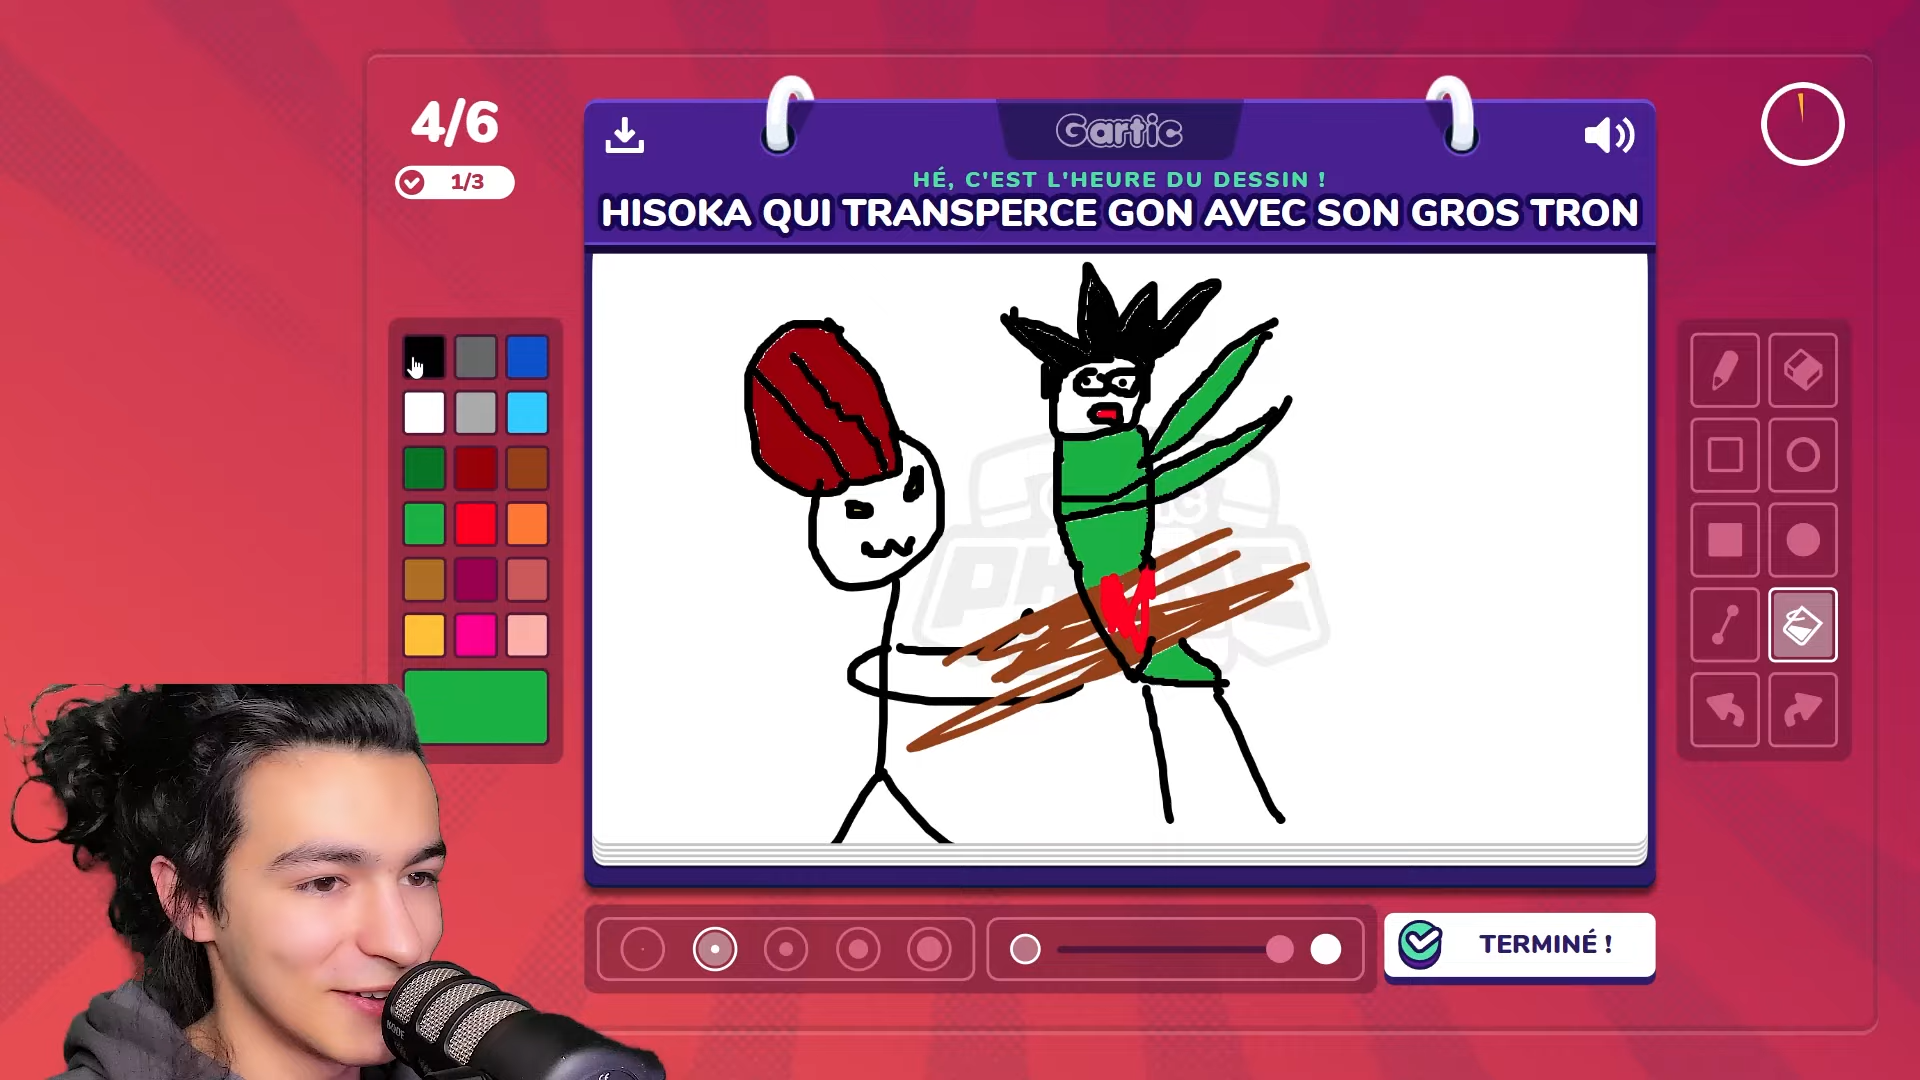 4/6
1/3
Gartic
HÉ, C'EST L'HEURE DU DESSIN !
HISOKA QUI TRANSPERCE GON AVEC SON GROS TRON
TERMINÉ !